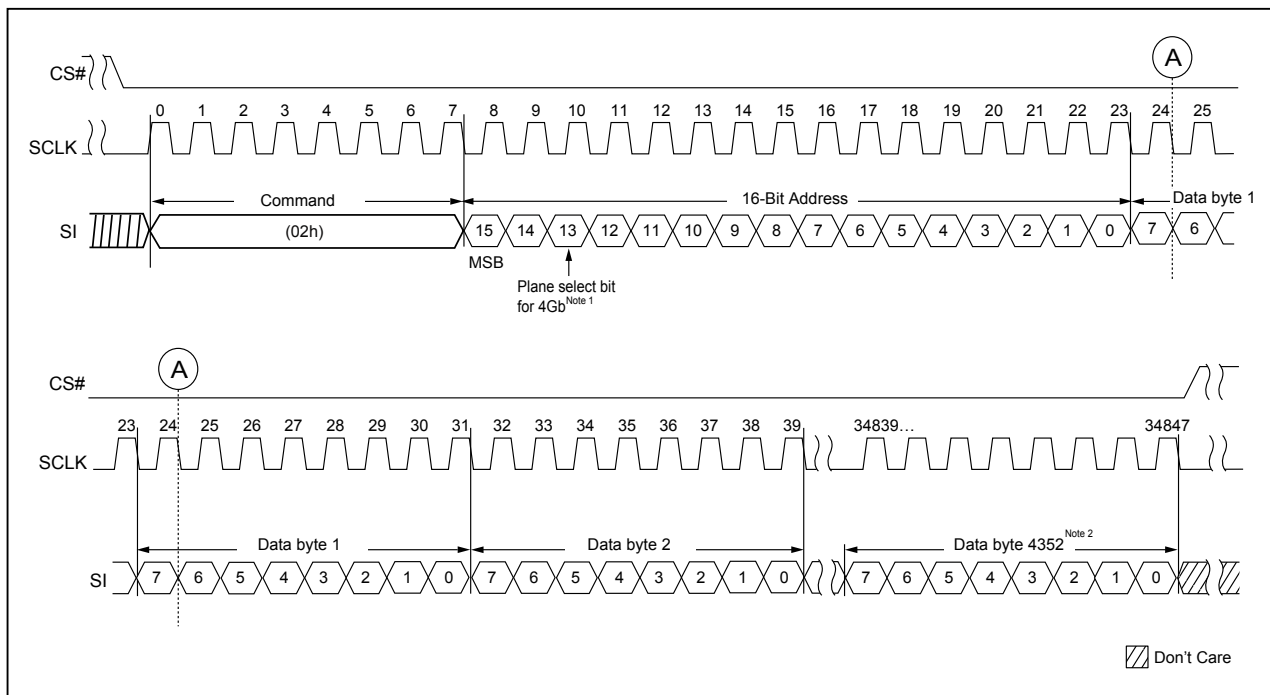 A
CS#
0 1 2 3 4 5 6 7 8 9 10 11 12 13 14 15 16 17 18 19 20 21 22 23 24 25
SCLK
Command 16-Bit Address Data byte 1
SI (02h) 15 14 13 12 11 10 9 8 7 6 5 4 3 2 1 0 7 6
MSB
Plane select bit
for 4Gb Note 1
A
CS#
23 24 25 26 27 28 29 30 31 32 33 34 35 36 37 38 39 34839... 34847
SCLK
Data byte 1 Data byte 2 Data byte 4352 Note 2
SI 7 6 5 4 3 2 1 0 7 6 5 4 3 2 1 0 7 6 5 4 3 2 1 0
Don't Care